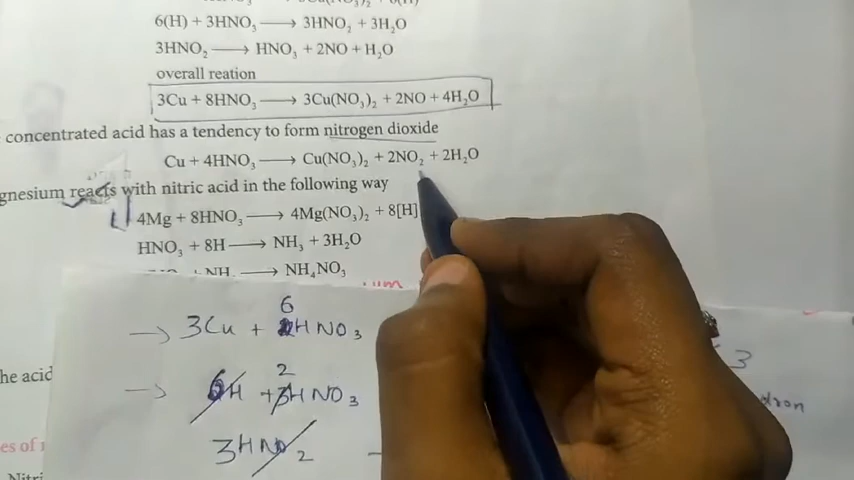 6(H) + 3HNO₃ ⟶ 3HNO₂ + 3H₂O
3HNO₂ ⟶ HNO₃ + 2NO + H₂O
overall reation
3Cu + 8HNO₃ ⟶ 3Cu(NO₃)₂ + 2NO + 4H₂O
concentrated acid has a tendency to form nitrogen dioxide
Cu + 4HNO₃ ⟶ Cu(NO₃)₂ + 2NO₂ + 2H₂O
gnesium reacts with nitric acid in the following way
4Mg + 8HNO₃ ⟶ 4Mg(NO₃)₂ + 8[H]
HNO₃ + 8H ⟶ NH₃ + 3H₂O
⟶ NH₄NO₃
→ 3Cu + 6HNO₃
he acid
→ 6H + 2 3HNO₃
3HNO₂
es of